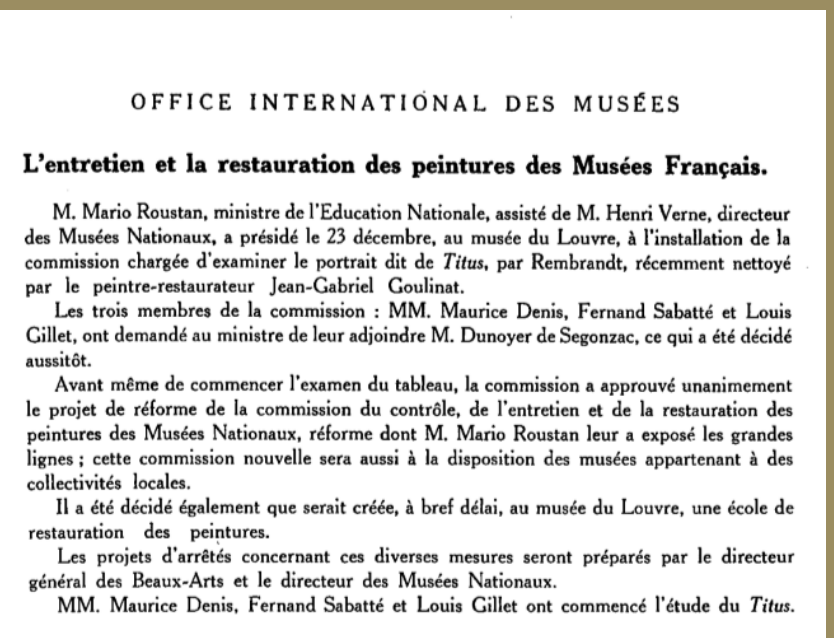 OFFICE INTERNATIONAL DES MUSÉES
L'entretien et la restauration des peintures des Musées Français.
M. Mario Roustan, ministre de l'Education Nationale, assisté de M. Henri Verne, directeur
des Musées Nationaux, a présidé le 23 décembre, au musée du Louvre, à l'installation de la
commission chargée d'examiner le portrait dit de Titus, par Rembrandt, récemment nettoyé
par le peintre-restaurateur Jean-Gabriel Goulinat.
Les trois membres de la commission : MM. Maurice Denis, Fernand Sabatté et Louis
Gillet, ont demandé au ministre de leur adjoindre M. Dunoyer de Segonzac, ce qui a été décidé
aussitôt.
Avant même de commencer l'examen du tableau, la commission a approuvé unanimement
le projet de réforme de la commission du contrôle, de l'entretien et de la restauration des
peintures des Musées Nationaux, réforme dont M. Mario Roustan leur a exposé les grandes
lignes ; cette commission nouvelle sera aussi à la disposition des musées appartenant à des
collectivités locales.
Il a été décidé également que serait créée, à bref délai, au musée du Louvre, une école de
restauration des peintures.
Les projets d'arrêtés concernant ces diverses mesures seront préparés par le directeur
général des Beaux-Arts et le directeur des Musées Nationaux.
MM. Maurice Denis, Fernand Sabatté et Louis Gillet ont commencé l'étude du Titus.